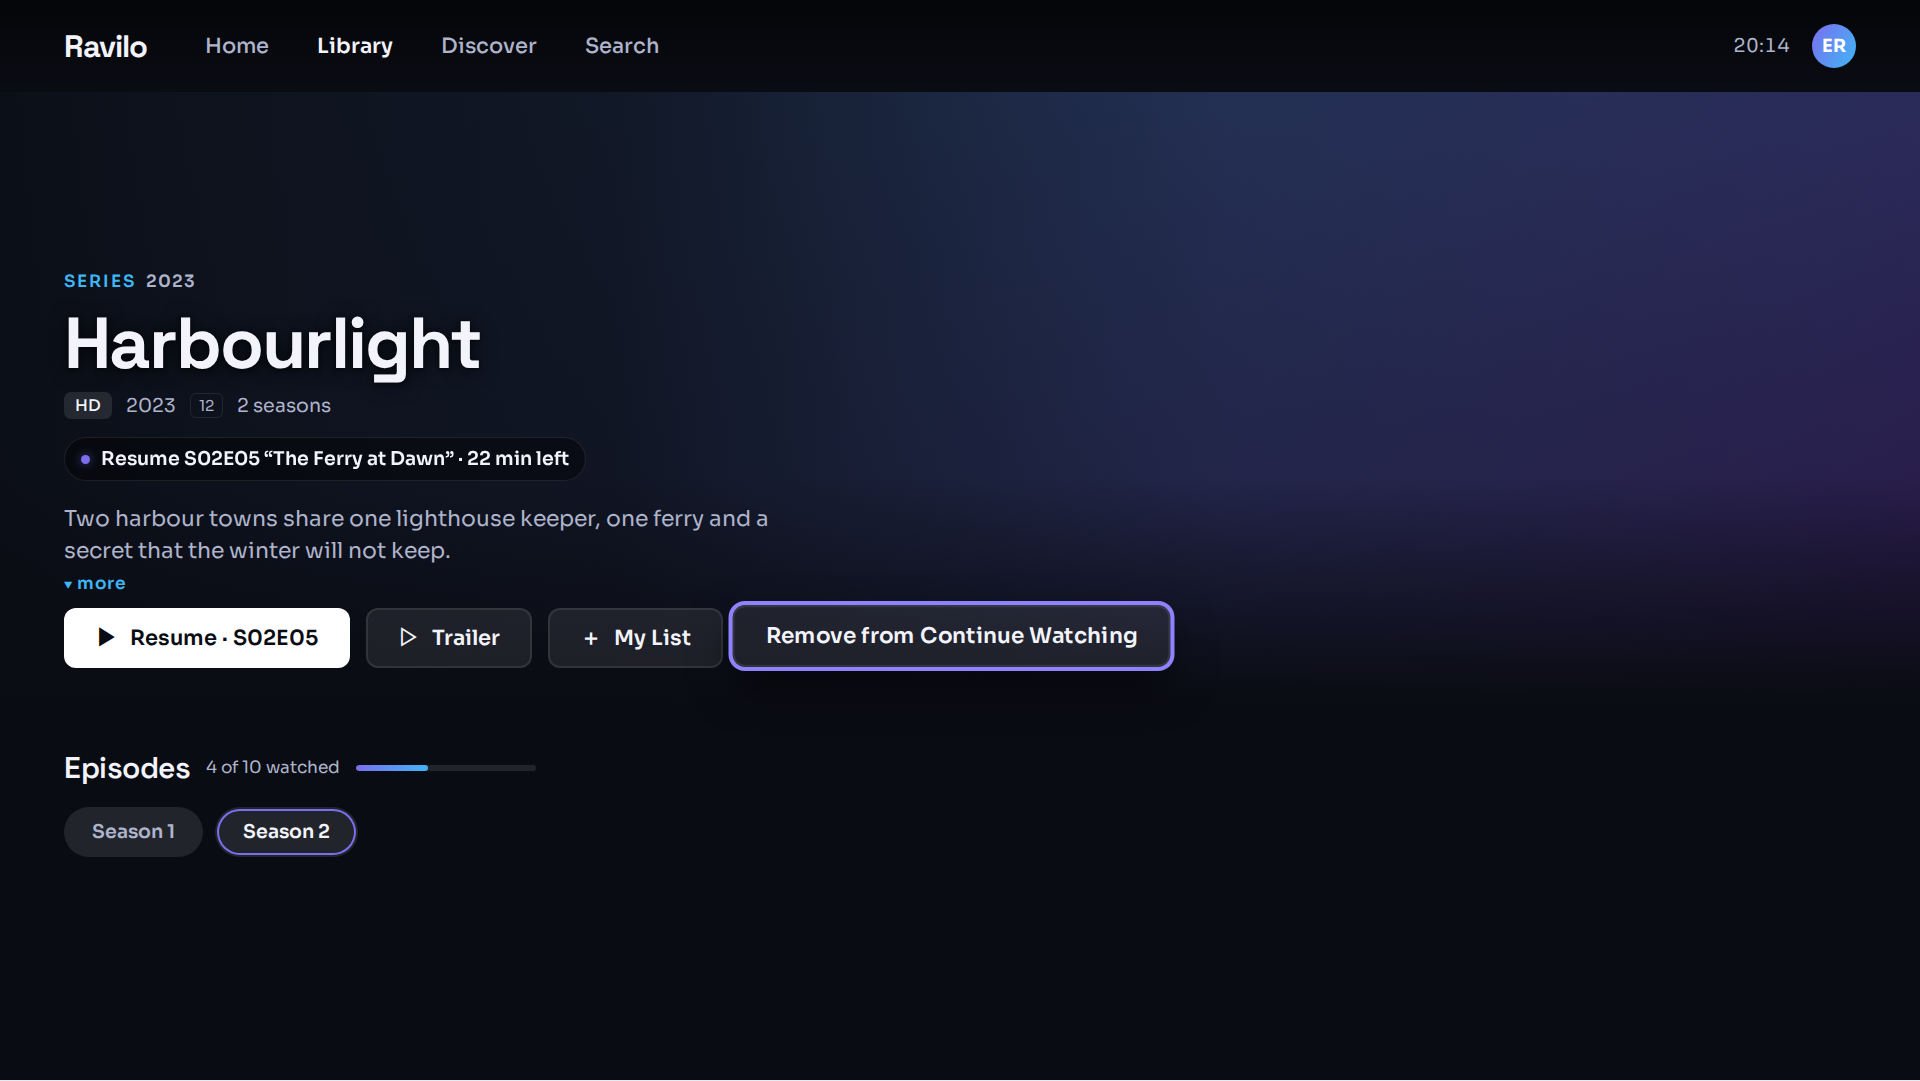 Ravilo Home Library Discover Search 20:14 ER
SERIES 2023
Harbourlight
HD 2023 12 2 seasons
Resume S02E05 “The Ferry at Dawn” · 22 min left
Two harbour towns share one lighthouse keeper, one ferry and a
secret that the winter will not keep.
▾ more
▶ Resume · S02E05 ▷ Trailer + My List Remove from Continue Watching
Episodes 4 of 10 watched
Season 1 Season 2